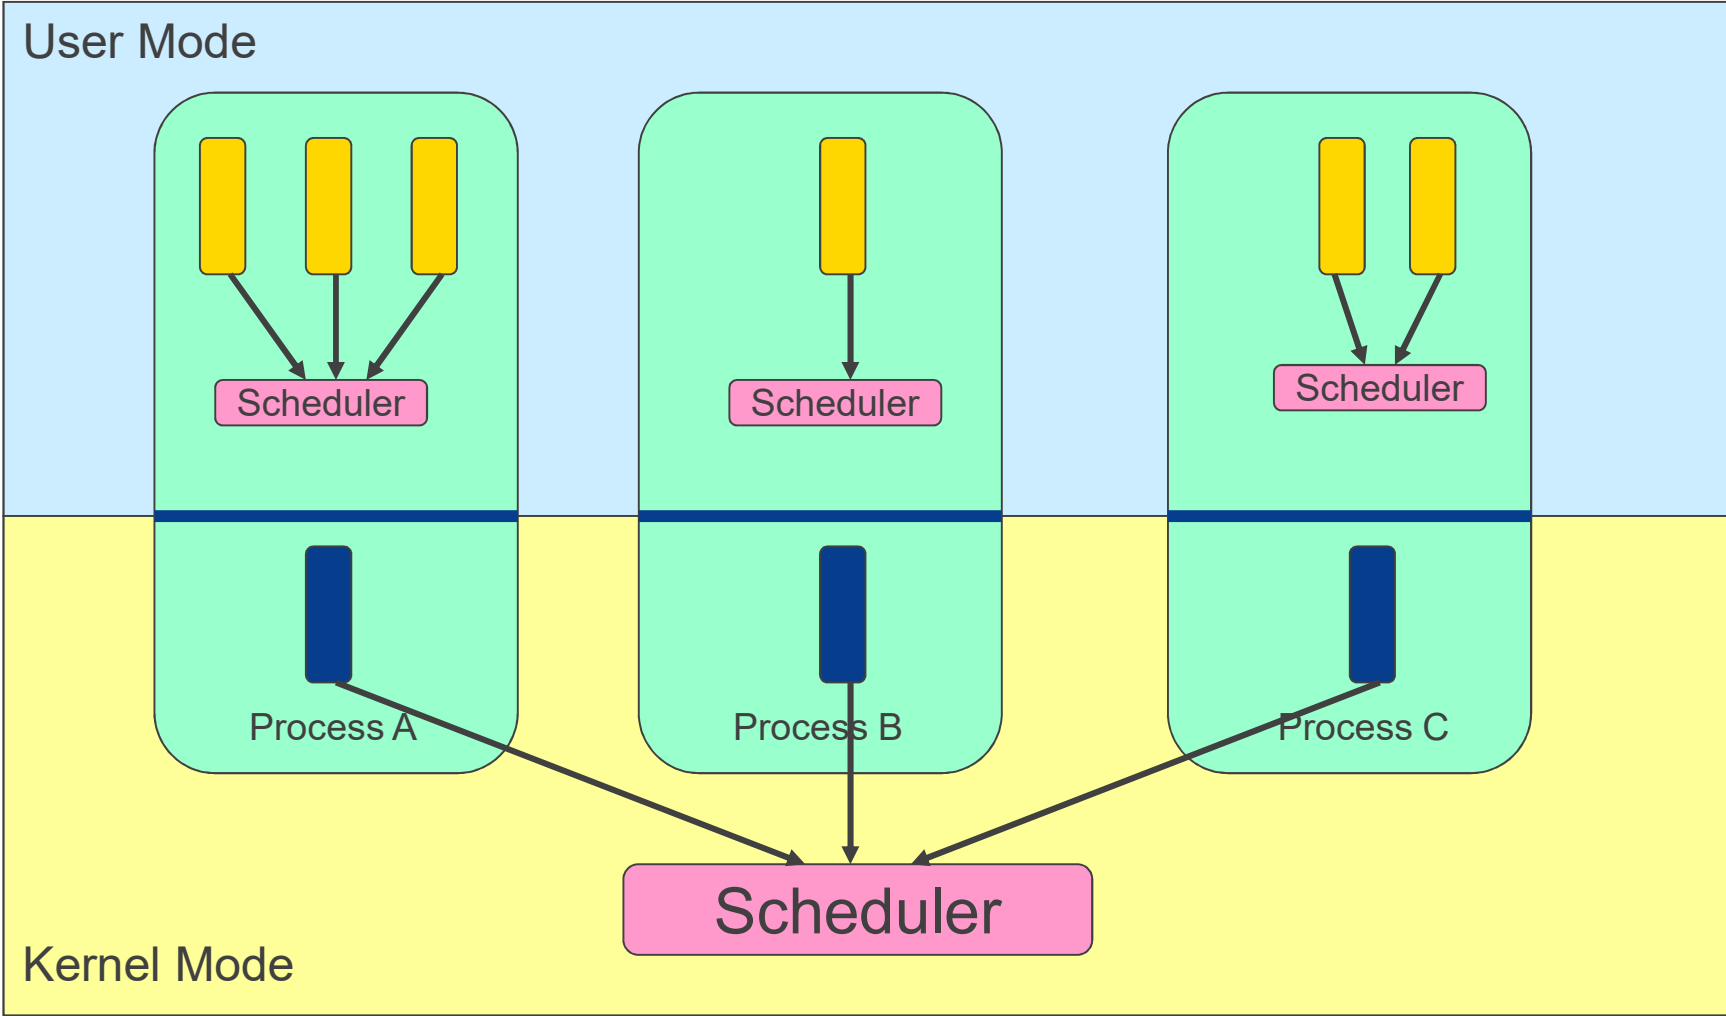 User Mode
Scheduler
Scheduler
Scheduler
Process A
Process B
Process C
Scheduler
Kernel Mode